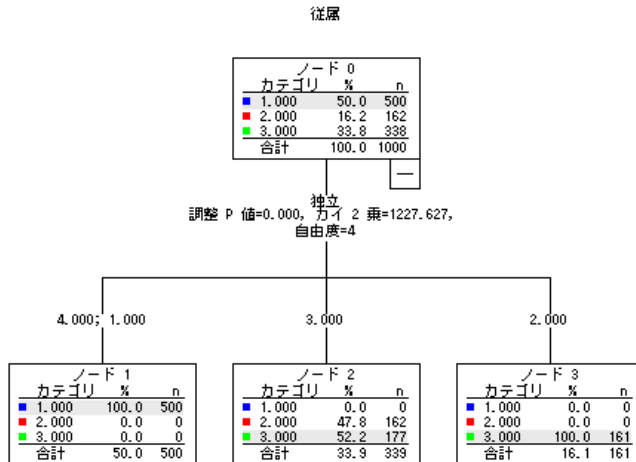 従属
ノード 0
カテゴリ % n
1.000 50.0 500
2.000 16.2 162
3.000 33.8 338
合計 100.0 1000
独立
調整 P 値=0.000, カイ 2 乗=1227.627,
自由度=4
4.000; 1.000
3.000
2.000
ノード 1
カテゴリ % n
1.000 100.0 500
2.000 0.0 0
3.000 0.0 0
合計 50.0 500
ノード 2
カテゴリ % n
1.000 0.0 0
2.000 47.8 162
3.000 52.2 177
合計 33.9 339
ノード 3
カテゴリ % n
1.000 0.0 0
2.000 0.0 0
3.000 100.0 161
合計 16.1 161